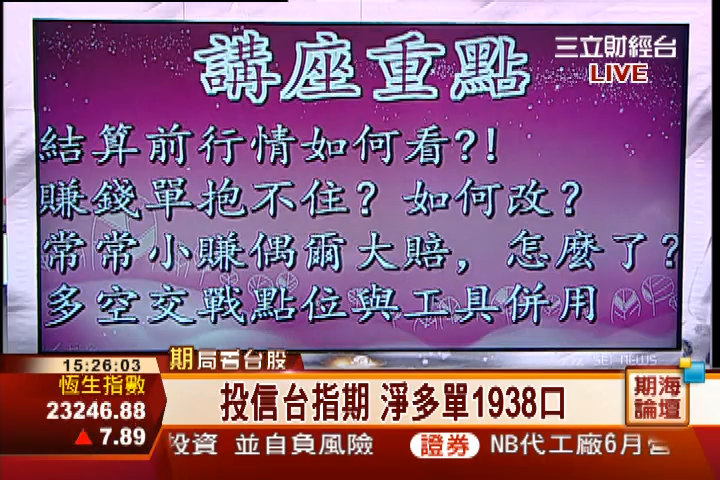 講座重點
三立財經台
LIVE
結算前行情如何看?!
賺錢單抱不住?如何改?
常常小賺偶爾大賠,怎麼了?
多空交戰點位與工具併用
SET NEWS
15:26:03
台股
恆生指數
23246.88
▲7.89
投信台指期 淨多單1938口
期海
論壇
投資 並自負風險
證券
NB代工廠6月營